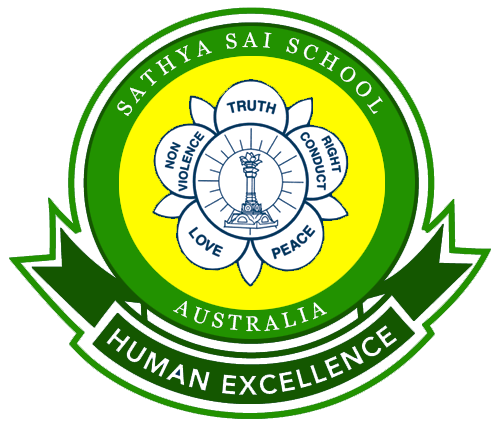 SATHYA SAI SCHOOL
TRUTH
RIGHT
CONDUCT
PEACE
LOVE
NON
VIOLENCE
AUSTRALIA
HUMAN EXCELLENCE